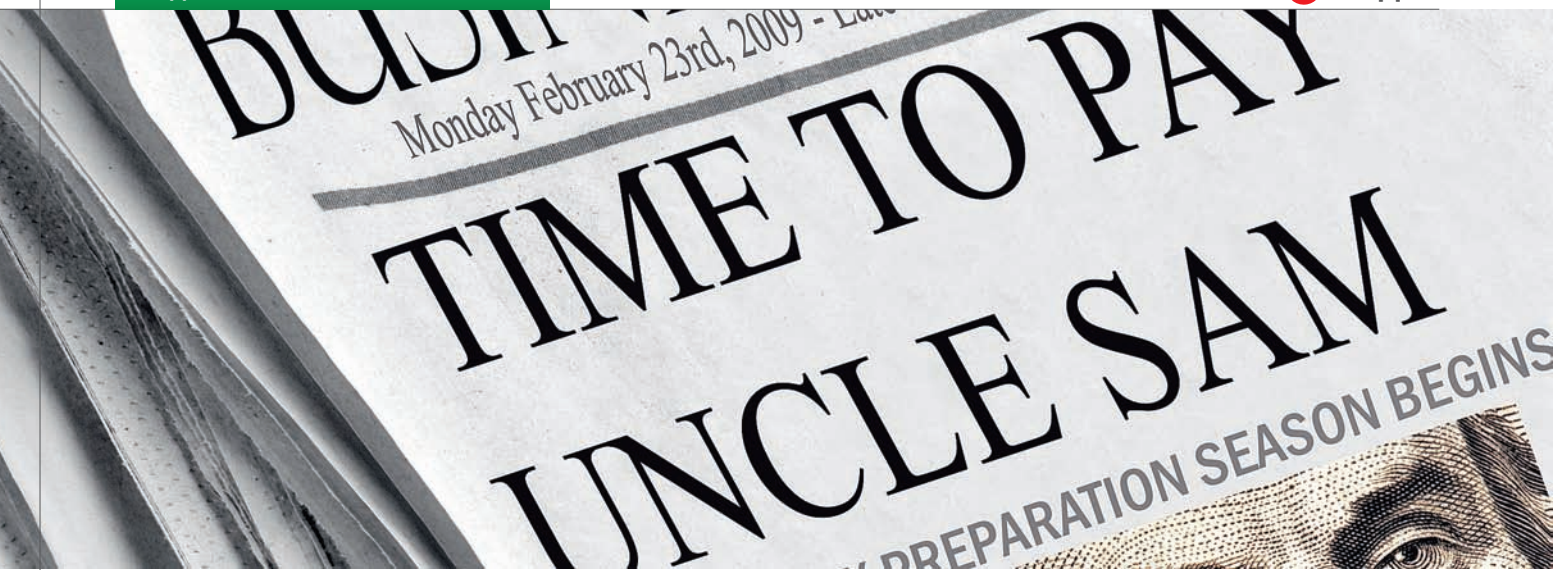 Monday February 23rd, 2009 -
TIME TO PAY
UNCLE SAM
PREPARATION SEASON BEGINS